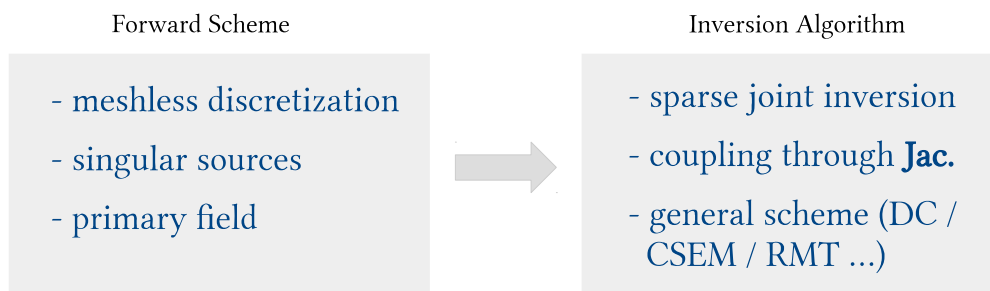 Forward Scheme
- meshless discretization
- singular sources
- primary field
Inversion Algorithm
- sparse joint inversion
- coupling through Jac.
- general scheme (DC /
CSEM / RMT ...)